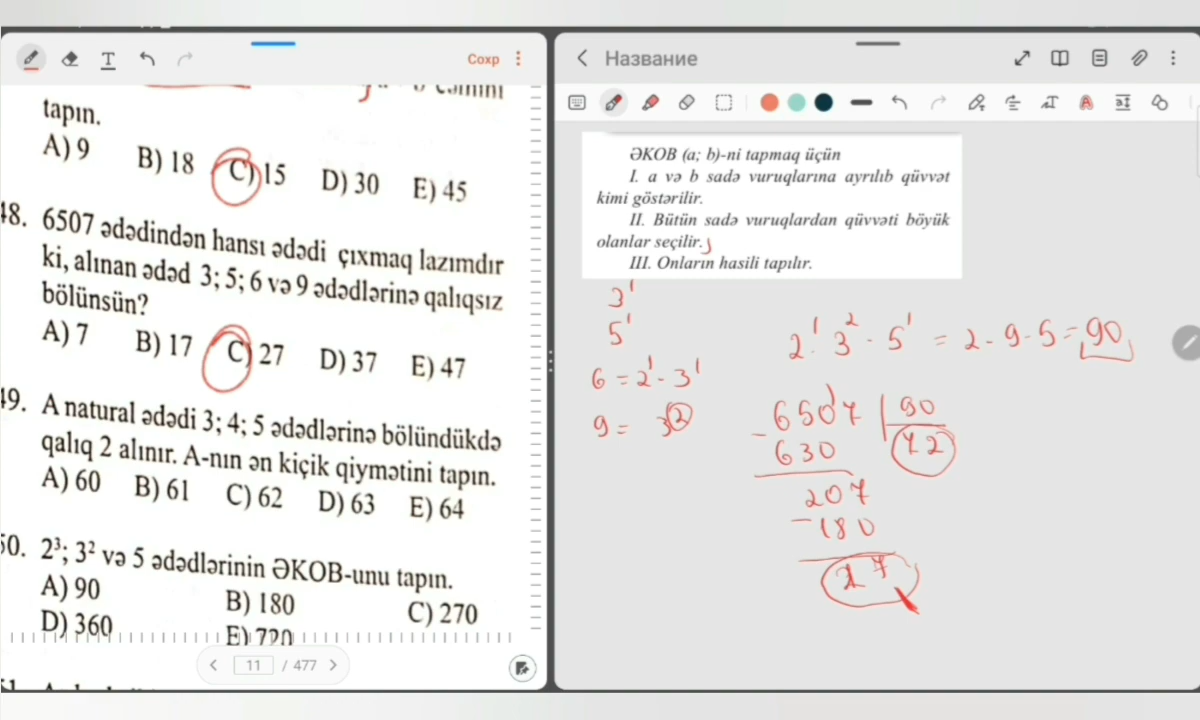 Сохр
tapın.
A) 9 B) 18 C) 15 D) 30 E) 45
48. 6507 ədədindən hansı ədədi çıxmaq lazımdır
ki, alınan ədəd 3; 5; 6 və 9 ədədlərinə qalıqsız
bölünsün?
A) 7 B) 17 C) 27 D) 37 E) 47
49. A natural ədədi 3; 4; 5 ədədlərinə bölündükdə
qalıq 2 alınır. A-nın ən kiçik qiymətini tapın.
A) 60 B) 61 C) 62 D) 63 E) 64
50. 2³; 3² və 5 ədədlərinin ƏKOB-unu tapın.
A) 90 B) 180 C) 270
D) 360 E) 720
11 / 477
Название
ƏKOB (a; b)-ni tapmaq üçün
I. a və b sadə vuruqlarına ayrılıb qüvvət
kimi göstərilir.
II. Bütün sadə vuruqlardan qüvvəti böyük
olanlar seçilir.
III. Onların hasili tapılır.
3¹
5¹
6 = 2¹ · 3¹
9 = 3²
2¹ · 3² · 5¹ = 2 · 9 · 5 = 90
6507 | 90
- 630 72
207
- 180
27